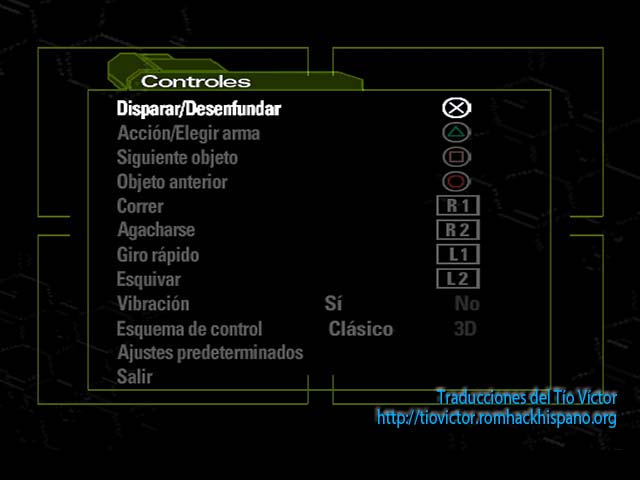 Controles
Disparar/Desenfundar
Acción/Elegir arma
Siguiente objeto
Objeto anterior
Correr R1
Agacharse R2
Giro rápido L1
Esquivar L2
Vibración Sí No
Esquema de control Clásico 3D
Ajustes predeterminados
Salir
Traducciones del Tío Víctor
http://tiovictor.romhackhispano.org